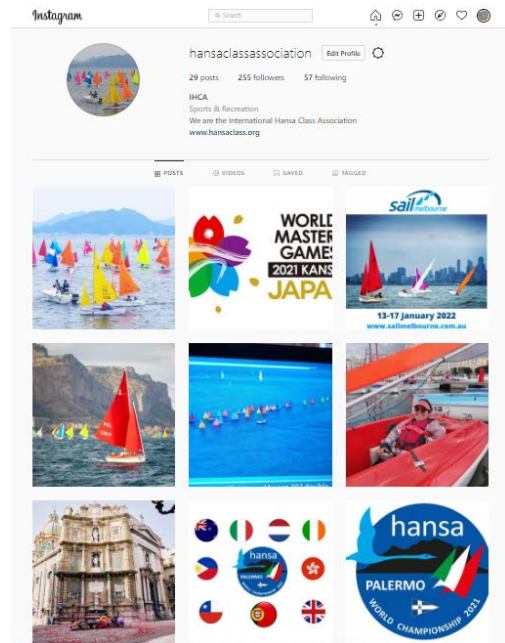 Instagram
Search
hansaclassassociation Edit Profile
29 posts 255 followers 57 following
IHCA
Sports & Recreation
We are the International Hansa Class Association
www.hansaclass.org
POSTS VIDEOS SAVED TAGGED
WORLD
MASTER
GAMES
2021 KANS
JAPA
sail melbourne
13-17 January 2022
www.sailmelbourne.com.au
hansa
PALERMO
hansa
PALERMO
WORLD CHAMPIONSHIP 2021